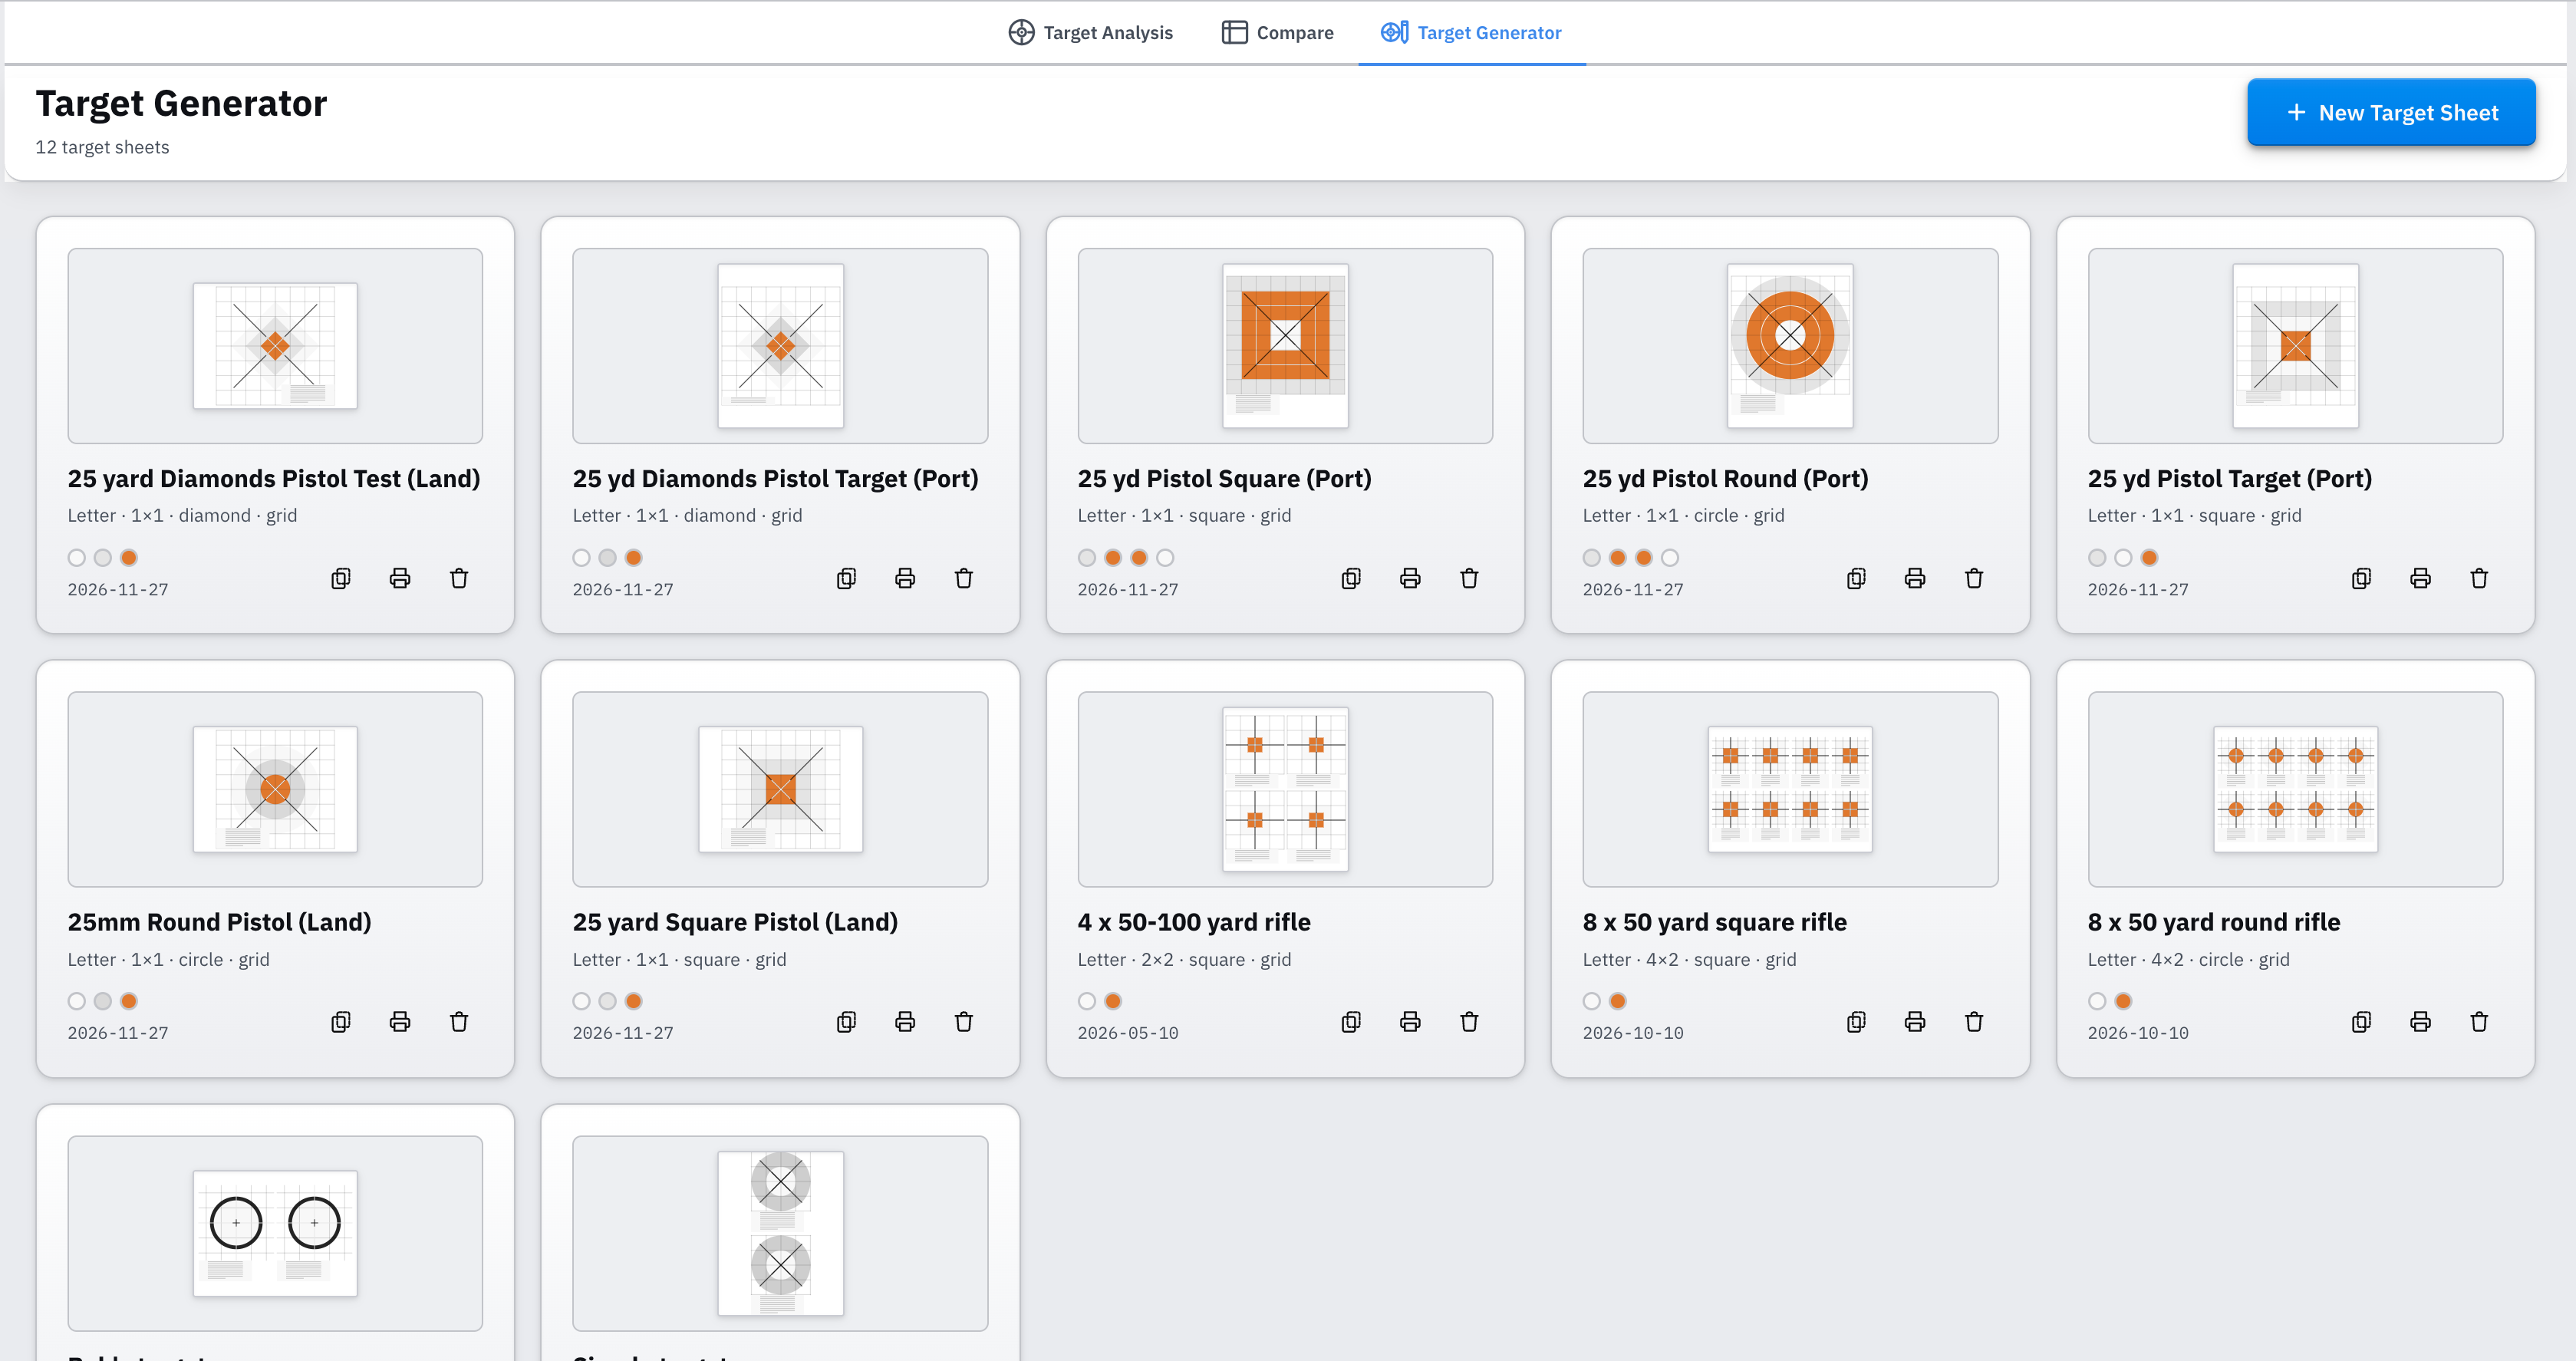 Target Analysis
Compare
Target Generator
Target Generator
12 target sheets
New Target Sheet
25 yard Diamonds Pistol Test (Land)
Letter · 1×1 · diamond · grid
2026-11-27
25 yd Diamonds Pistol Target (Port)
Letter · 1×1 · diamond · grid
2026-11-27
25 yd Pistol Square (Port)
Letter · 1×1 · square · grid
2026-11-27
25 yd Pistol Round (Port)
Letter · 1×1 · circle · grid
2026-11-27
25 yd Pistol Target (Port)
Letter · 1×1 · square · grid
2026-11-27
25mm Round Pistol (Land)
Letter · 1×1 · circle · grid
2026-11-27
25 yard Square Pistol (Land)
Letter · 1×1 · square · grid
2026-11-27
4 x 50-100 yard rifle
Letter · 2×2 · square · grid
2026-05-10
8 x 50 yard square rifle
Letter · 4×2 · square · grid
2026-10-10
8 x 50 yard round rifle
Letter · 4×2 · circle · grid
2026-10-10